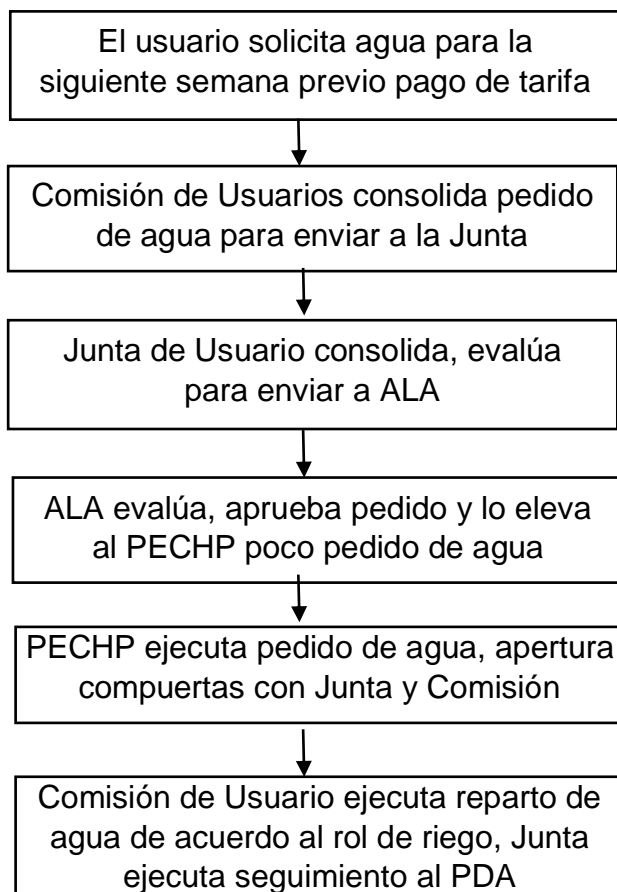 El usuario solicita agua para la
siguiente semana previo pago de tarifa
Comisión de Usuarios consolida pedido
de agua para enviar a la Junta
Junta de Usuario consolida, evalúa
para enviar a ALA
ALA evalúa, aprueba pedido y lo eleva
al PECHP poco pedido de agua
PECHP ejecuta pedido de agua, apertura
compuertas con Junta y Comisión
Comisión de Usuario ejecuta reparto de
agua de acuerdo al rol de riego, Junta
ejecuta seguimiento al PDA